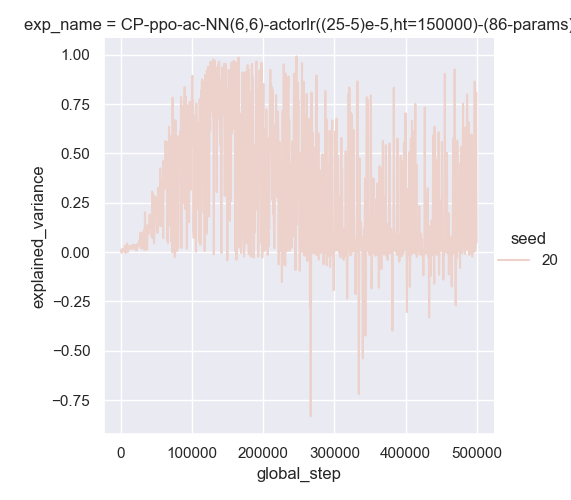 exp_name = CP-ppo-ac-NN(6,6)-actorlr((25-5)e-5,ht=150000)-(86-params)
1.00
0.75
0.50
0.25
0.00
−0.25
−0.50
−0.75
explained_variance
0 100000 200000 300000 400000 500000
global_step
seed
20